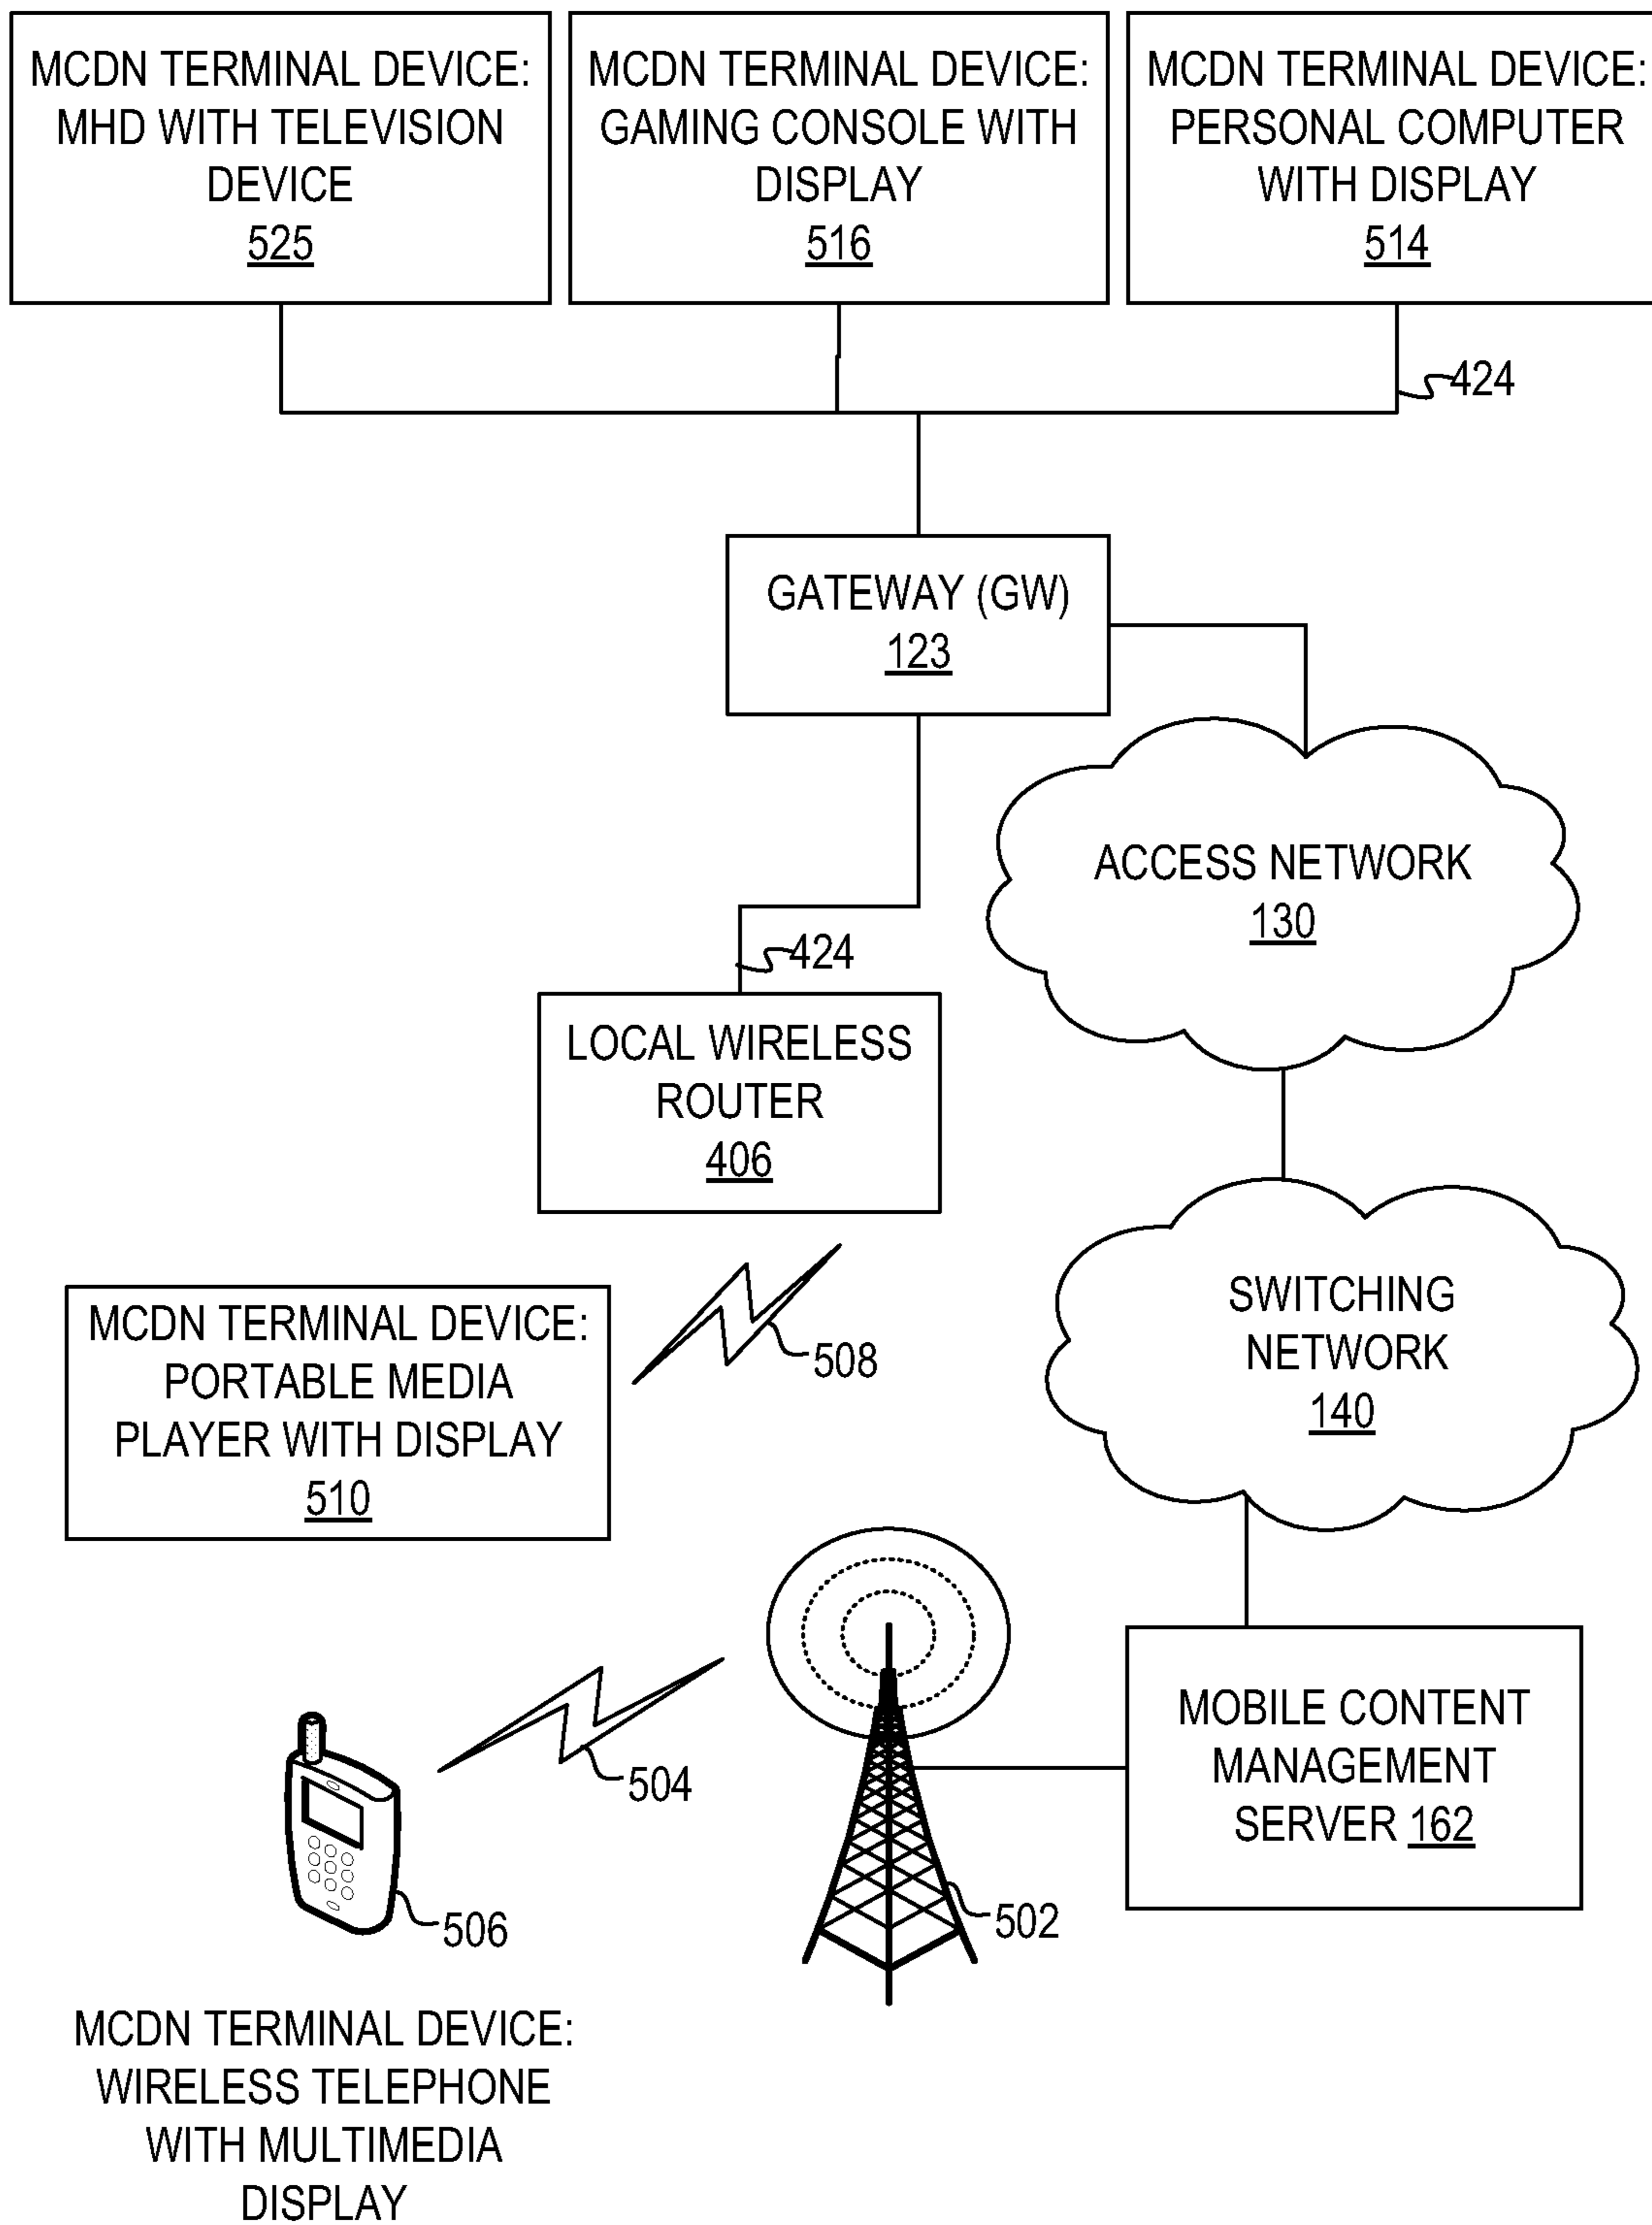 MCDN TERMINAL DEVICE:
MHD WITH TELEVISION
DEVICE
525
MCDN TERMINAL DEVICE:
GAMING CONSOLE WITH
DISPLAY
516
MCDN TERMINAL DEVICE:
PERSONAL COMPUTER
WITH DISPLAY
514
424
GATEWAY (GW)
123
ACCESS NETWORK
130
424
LOCAL WIRELESS
ROUTER
406
SWITCHING
NETWORK
140
508
MCDN TERMINAL DEVICE:
PORTABLE MEDIA
PLAYER WITH DISPLAY
510
MOBILE CONTENT
MANAGEMENT
SERVER 162
504
502
506
MCDN TERMINAL DEVICE:
WIRELESS TELEPHONE
WITH MULTIMEDIA
DISPLAY